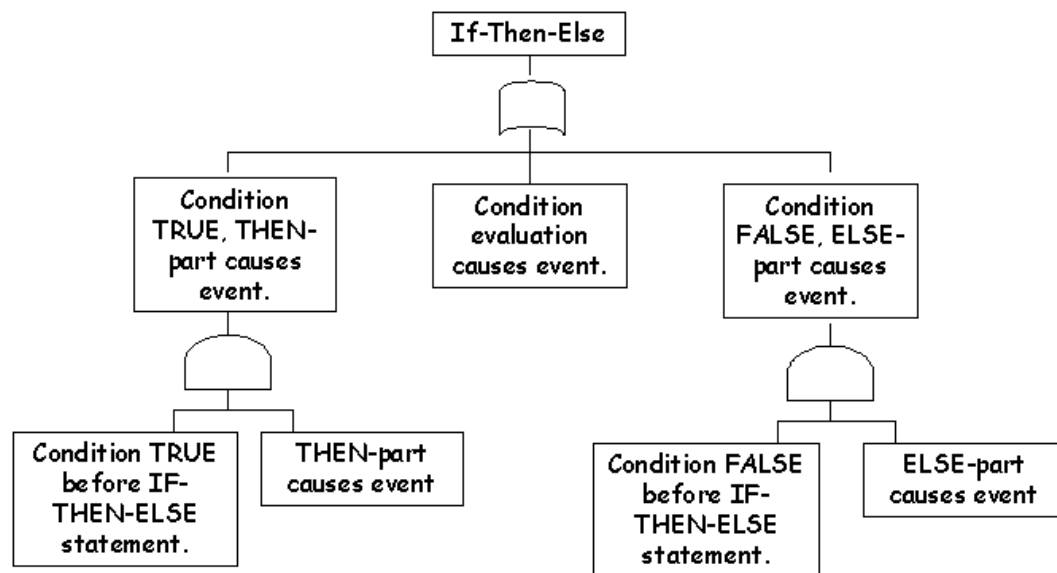 If-Then-Else
Condition
TRUE, THEN-
part causes
event.
Condition
evaluation
causes event.
Condition
FALSE, ELSE-
part causes
event.
Condition TRUE
before IF-
THEN-ELSE
statement.
THEN-part
causes event
Condition FALSE
before IF-
THEN-ELSE
statement.
ELSE-part
causes event